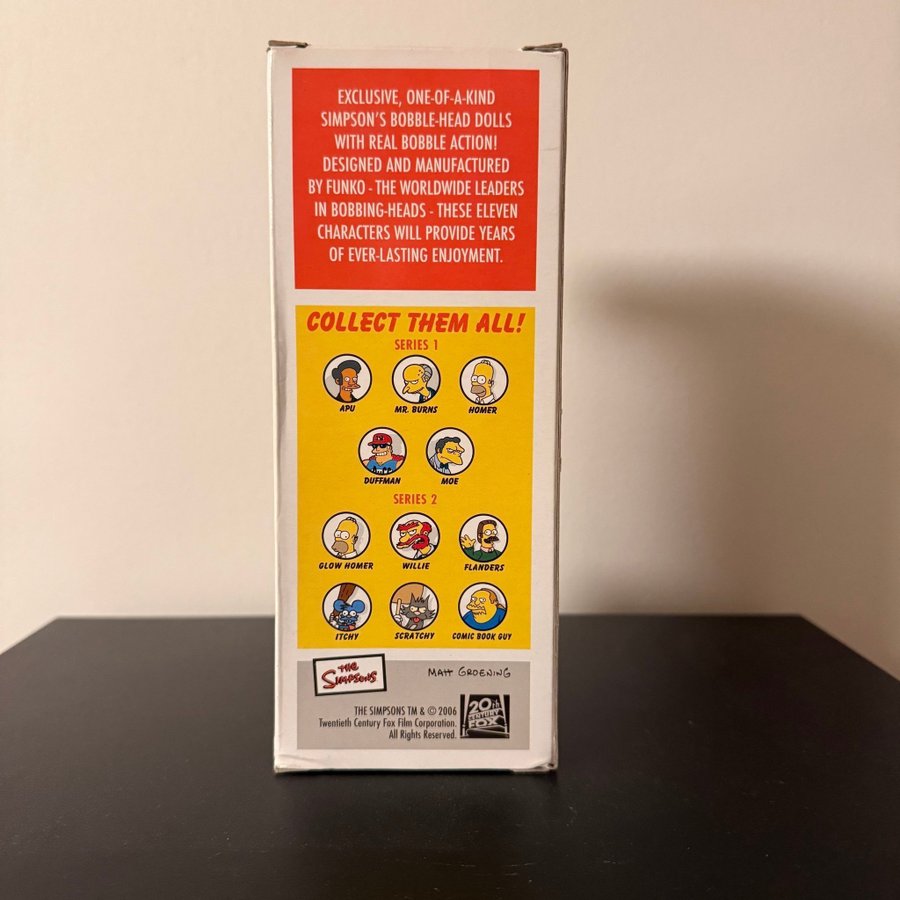 EXCLUSIVE, ONE-OF-A-KIND
SIMPSON'S BOBBLE-HEAD DOLLS
WITH REAL BOBBLE ACTION!
DESIGNED AND MANUFACTURED
BY FUNKO - THE WORLDWIDE LEADERS
IN BOBBING-HEADS - THESE ELEVEN
CHARACTERS WILL PROVIDE YEARS
OF EVER-LASTING ENJOYMENT.
COLLECT THEM ALL!
SERIES 1
APU MR. BURNS HOMER
DUFFMAN MOE
SERIES 2
GLOW HOMER WILLIE FLANDERS
ITCHY SCRATCHY COMIC BOOK GUY
THE
SIMPSONS
MATT GROENING
THE SIMPSONS TM & © 2006
Twentieth Century Fox Film Corporation.
All Rights Reserved.
20th
CENTURY
FOX